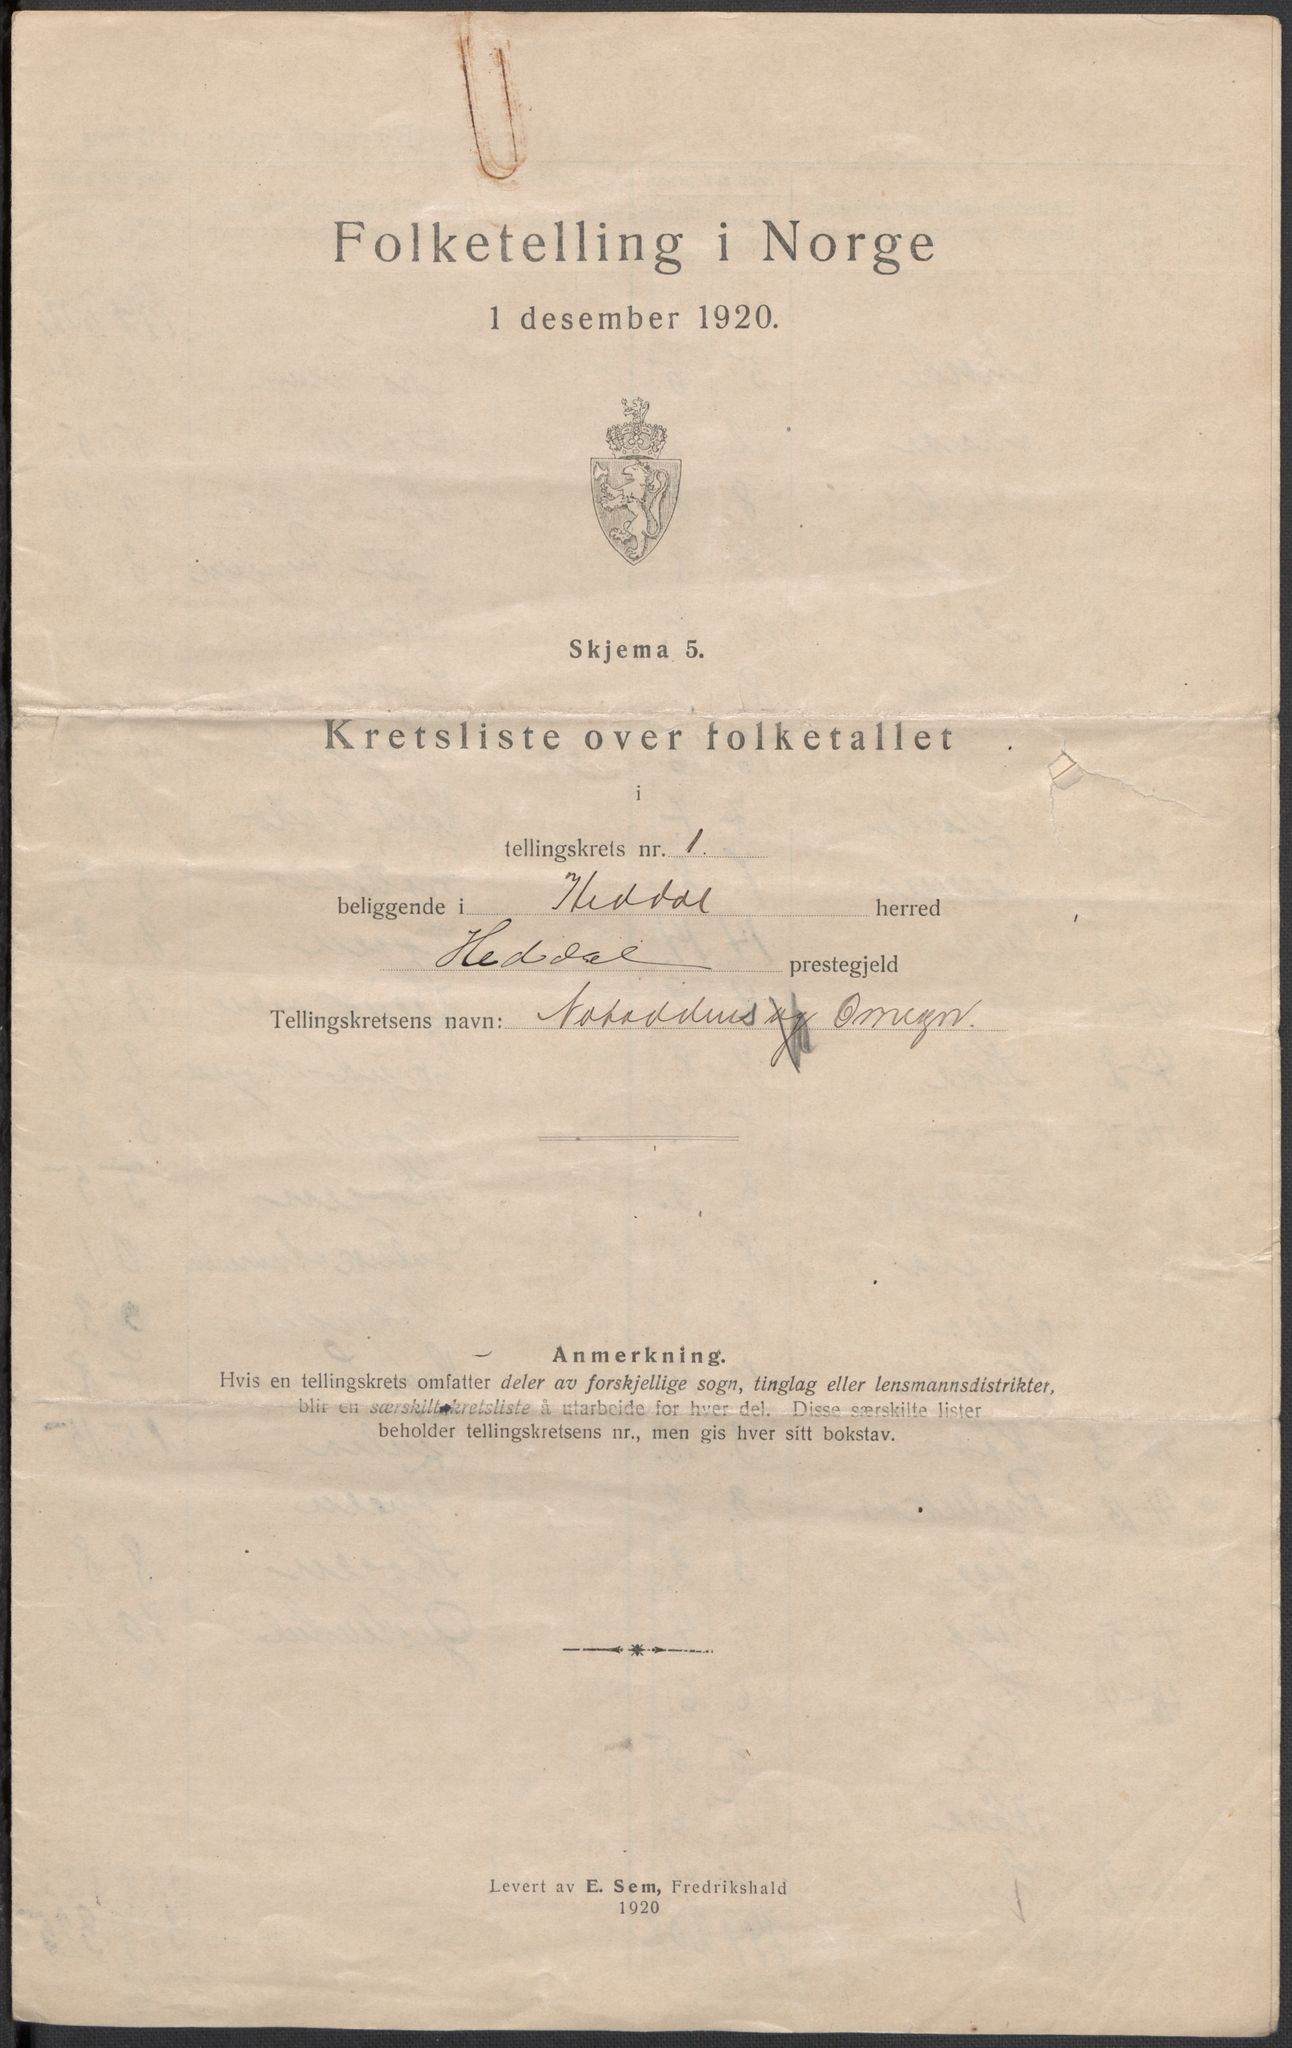 Folketelling i Norge
1 desember 1920.
Skjema 5.
Kretsliste over folketallet
i
tellingskrets nr. 1.
beliggende i Heddal herred
Heddal prestegjeld
Tellingskretsens navn: Notoddens og Omegn.
Anmerkning.
Hvis en tellingskrets omfatter deler av forskjellige sogn, tinglag eller lensmannsdistrikter,
blir en særskilt kretsliste å utarbeide for hver del. Disse særskilte lister
beholder tellingskretsens nr., men gis hver sitt bokstav.
Levert av E. Sem, Fredrikshald
1920